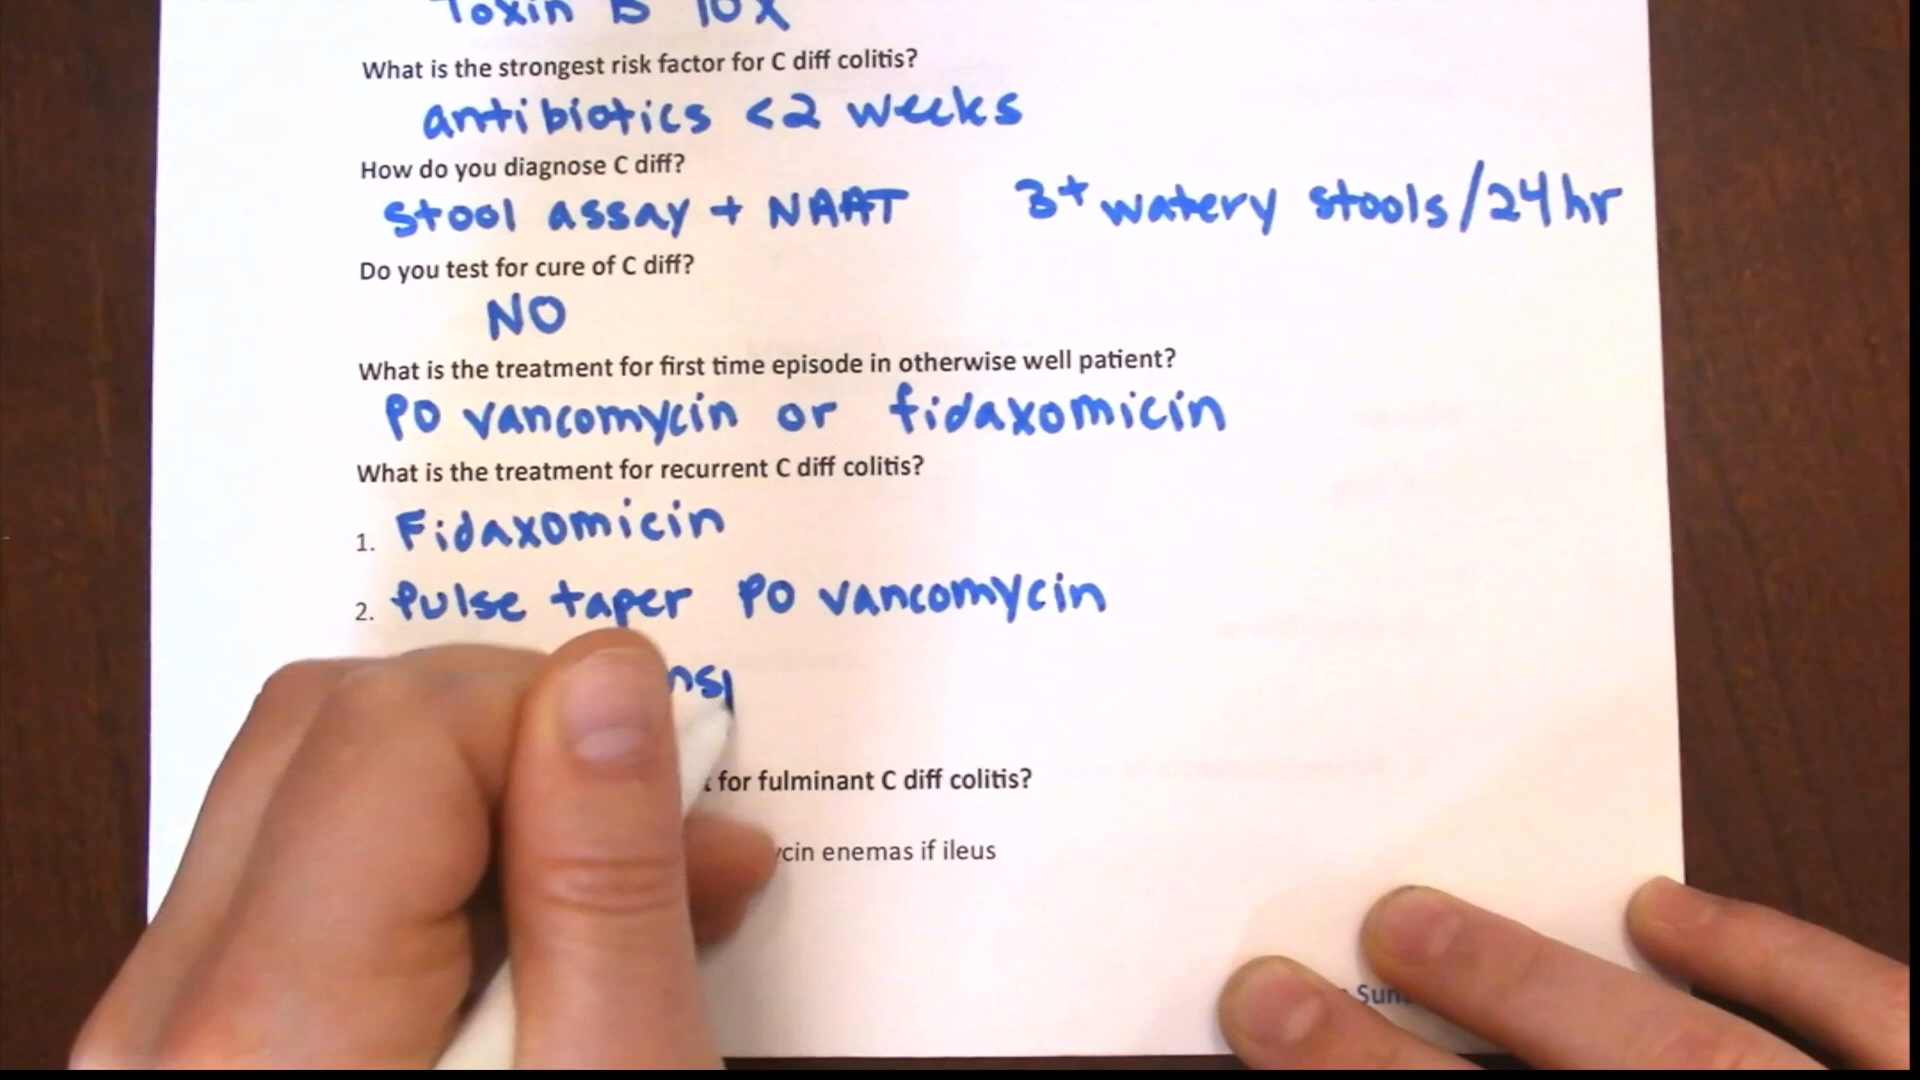 Toxin B 10x
What is the strongest risk factor for C diff colitis?
antibiotics <2 weeks
How do you diagnose C diff?
Stool assay + NAAT 3+ watery stools/24hr
Do you test for cure of C diff?
NO
What is the treatment for first time episode in otherwise well patient?
PO vancomycin or fidaxomicin
What is the treatment for recurrent C diff colitis?
1. Fidaxomicin
2. Pulse taper PO vancomycin
for fulminant C diff colitis?
enemas if ileus